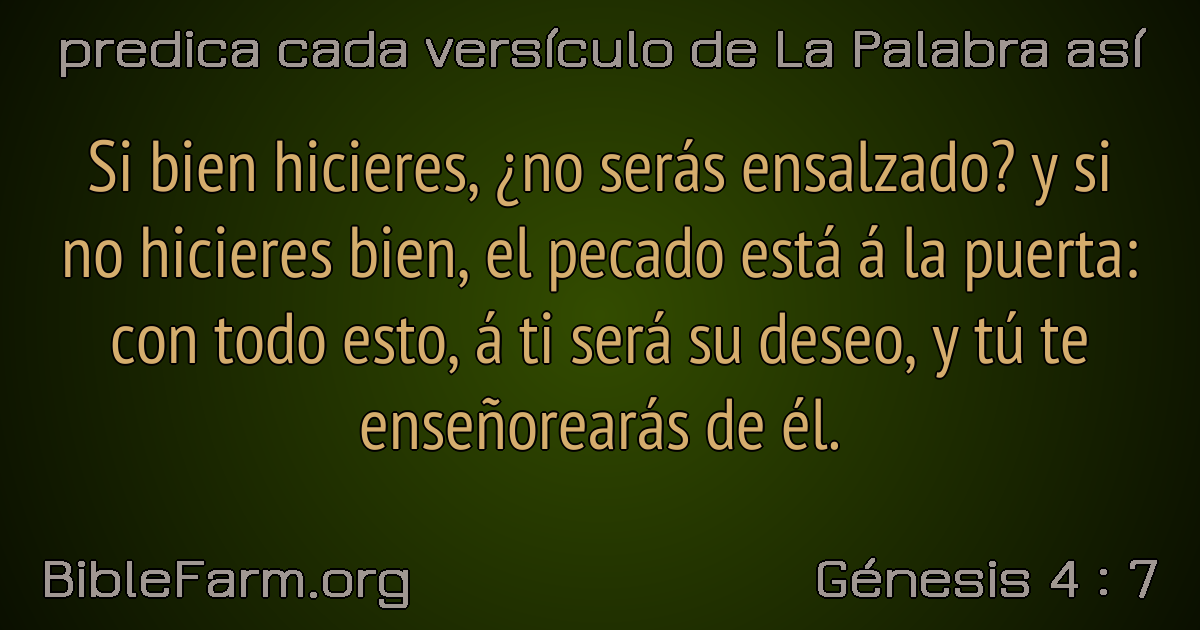 predica cada versículo de La Palabra así
Si bien hicieres, ¿no serás ensalzado? y si
no hicieres bien, el pecado está á la puerta:
con todo esto, á ti será su deseo, y tú te
enseñorearás de él.
BibleFarm.org
Génesis 4 : 7